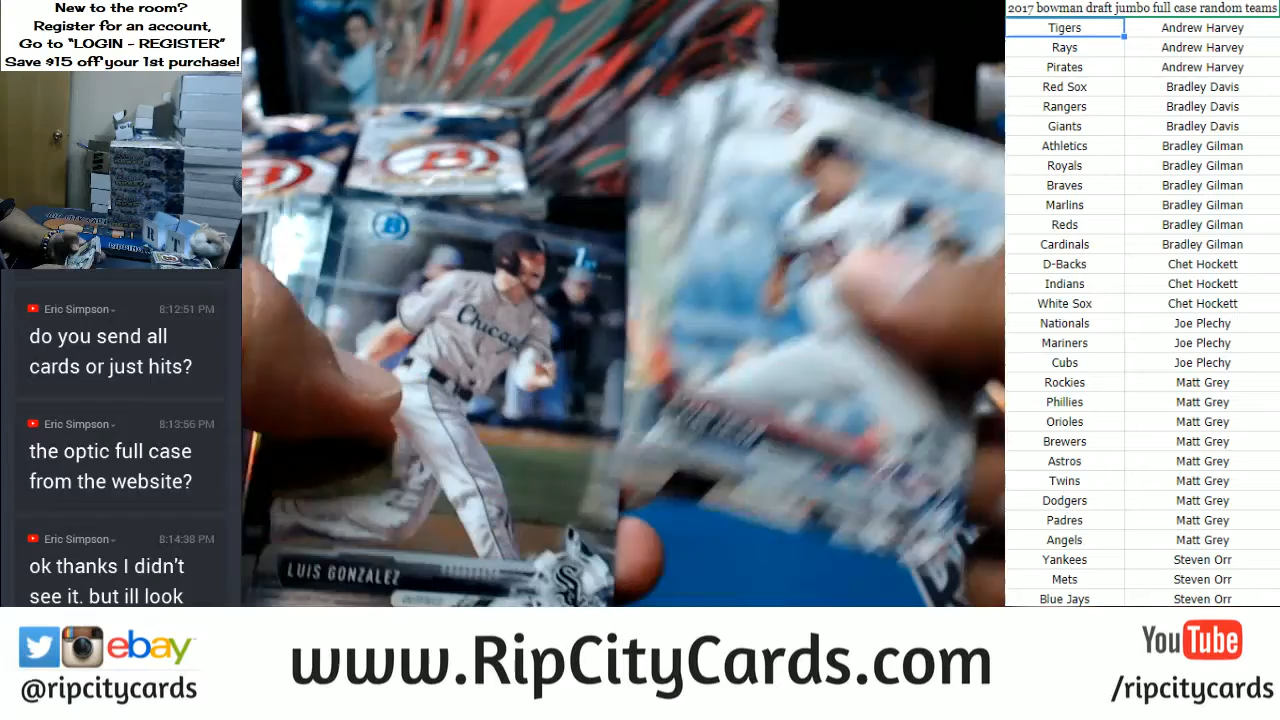 New to the room?
Register for an account,
Go to “LOGIN - REGISTER”
Save $15 off your 1st purchase!
Eric Simpson
8:12:51 PM
do you send all
cards or just hits?
Eric Simpson
8:13:56 PM
the optic full case
from the website?
Eric Simpson
8:14:38 PM
ok thanks I didn't
see it. but ill look
B
B
1st
Chicago
LUIS GONZALEZ
Sox
2017 bowman draft jumbo full case random teams
Tigers Andrew Harvey
Rays Andrew Harvey
Pirates Andrew Harvey
Red Sox Bradley Davis
Rangers Bradley Davis
Giants Bradley Davis
Athletics Bradley Gilman
Royals Bradley Gilman
Braves Bradley Gilman
Marlins Bradley Gilman
Reds Bradley Gilman
Cardinals Bradley Gilman
D-Backs Chet Hockett
Indians Chet Hockett
White Sox Chet Hockett
Nationals Joe Plechy
Mariners Joe Plechy
Cubs Joe Plechy
Rockies Matt Grey
Phillies Matt Grey
Orioles Matt Grey
Brewers Matt Grey
Astros Matt Grey
Twins Matt Grey
Dodgers Matt Grey
Padres Matt Grey
Angels Matt Grey
Yankees Steven Orr
Mets Steven Orr
Blue Jays Steven Orr
ebay
@ripcitycards
www.RipCityCards.com
YouTube
/ripcitycards